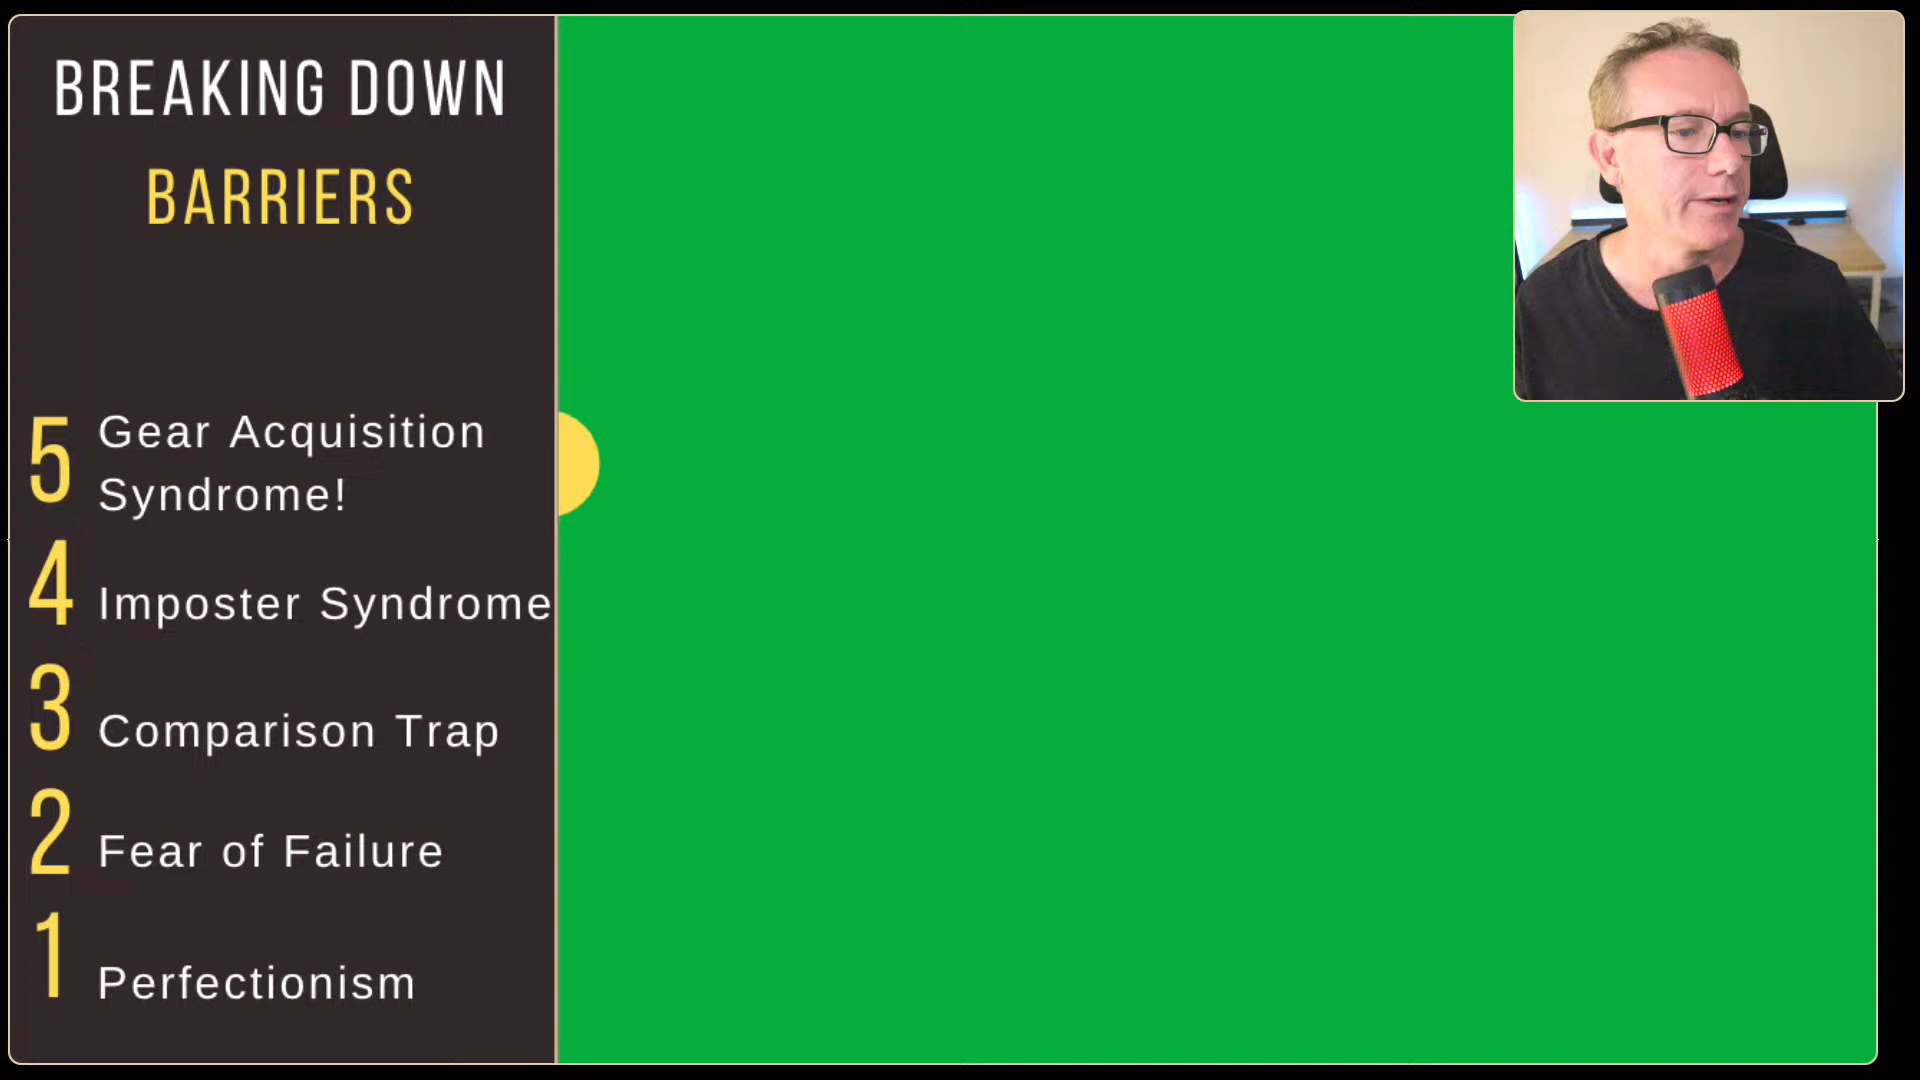 BREAKING DOWN
BARRIERS
5 Gear Acquisition
Syndrome!
4 Imposter Syndrome
3 Comparison Trap
2 Fear of Failure
1 Perfectionism